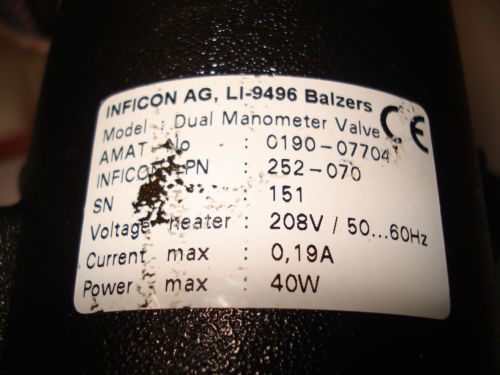 INFICON AG, LI-9496 Balzers
Model : Dual Manometer Valve CE
AMAT No : 0190-07704
INFICON PN : 252-070
SN : 151
Voltage heater : 208V / 50...60Hz
Current max : 0,19A
Power max : 40W